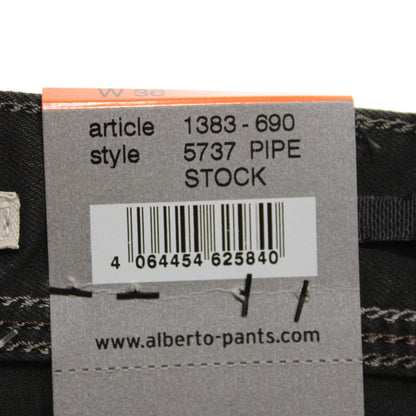 W 36
article 1383 - 690
style 5737 PIPE
STOCK
4 064454 625840
www.alberto-pants.com